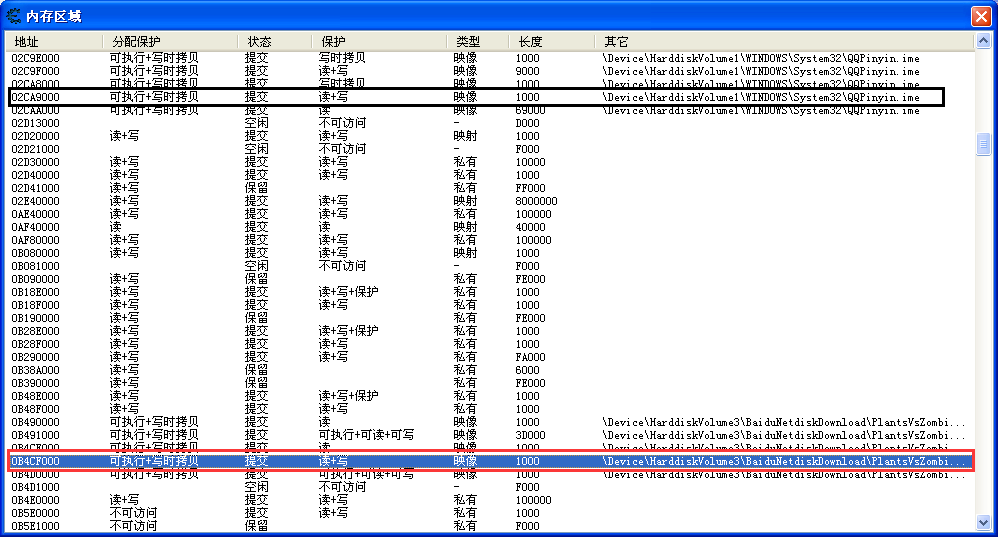 内存区域
地址 分配保护 状态 保护 类型 长度 其它
02C9E000 可执行+写时拷贝 提交 写时拷贝 映像 1000 \Device\HarddiskVolume1\WINDOWS\System32\QQPinyin.ime
02C9F000 可执行+写时拷贝 提交 读+写 映像 9000 \Device\HarddiskVolume1\WINDOWS\System32\QQPinyin.ime
02CA8000 可执行+写时拷贝 提交 写时拷贝 映像 1000 \Device\HarddiskVolume1\WINDOWS\System32\QQPinyin.ime
02CA9000 可执行+写时拷贝 提交 读+写 映像 1000 \Device\HarddiskVolume1\WINDOWS\System32\QQPinyin.ime
02CAA000 可执行+写时拷贝 提交 读 映像 69000 \Device\HarddiskVolume1\WINDOWS\System32\QQPinyin.ime
02D13000 空闲 不可访问 - D000
02D20000 读+写 提交 读+写 映射 1000
02D21000 空闲 不可访问 - F000
02D30000 读+写 提交 读+写 私有 10000
02D40000 读+写 提交 读+写 私有 1000
02D41000 读+写 保留 私有 FF000
02E40000 读+写 提交 读+写 映射 8000000
0AE40000 读+写 提交 读+写 私有 100000
0AF40000 读 提交 读 映射 40000
0AF80000 读+写 提交 读+写 私有 100000
0B080000 读+写 提交 读+写 映射 1000
0B081000 空闲 不可访问 - F000
0B090000 读+写 保留 私有 FE000
0B18E000 读+写 提交 读+写+保护 私有 1000
0B18F000 读+写 提交 读+写 私有 1000
0B190000 读+写 保留 私有 FE000
0B28E000 读+写 提交 读+写+保护 私有 1000
0B28F000 读+写 提交 读+写 私有 1000
0B290000 读+写 提交 读+写 私有 FA000
0B38A000 读+写 保留 私有 6000
0B390000 读+写 保留 私有 FE000
0B48E000 读+写 提交 读+写+保护 私有 1000
0B48F000 读+写 提交 读+写 私有 1000
0B490000 可执行+写时拷贝 提交 读 映像 1000 \Device\HarddiskVolume3\BaiduNetdiskDownload\PlantsVsZombi...
0B491000 可执行+写时拷贝 提交 可执行+可读+可写 映像 3D000 \Device\HarddiskVolume3\BaiduNetdiskDownload\PlantsVsZombi...
0B4CE000 可执行+写时拷贝 提交 读 映像 1000 \Device\HarddiskVolume3\BaiduNetdiskDownload\PlantsVsZombi...
0B4CF000 可执行+写时拷贝 提交 读+写 映像 1000 \Device\HarddiskVolume3\BaiduNetdiskDownload\PlantsVsZombi...
0B4D0000 可执行+写时拷贝 提交 可执行+可读+可写 映像 1000 \Device\HarddiskVolume3\BaiduNetdiskDownload\PlantsVsZombi...
0B4D1000 空闲 不可访问 - F000
0B4E0000 读+写 提交 读+写 私有 100000
0B5E0000 不可访问 提交 读+写 私有 1000
0B5E1000 不可访问 保留 私有 F000